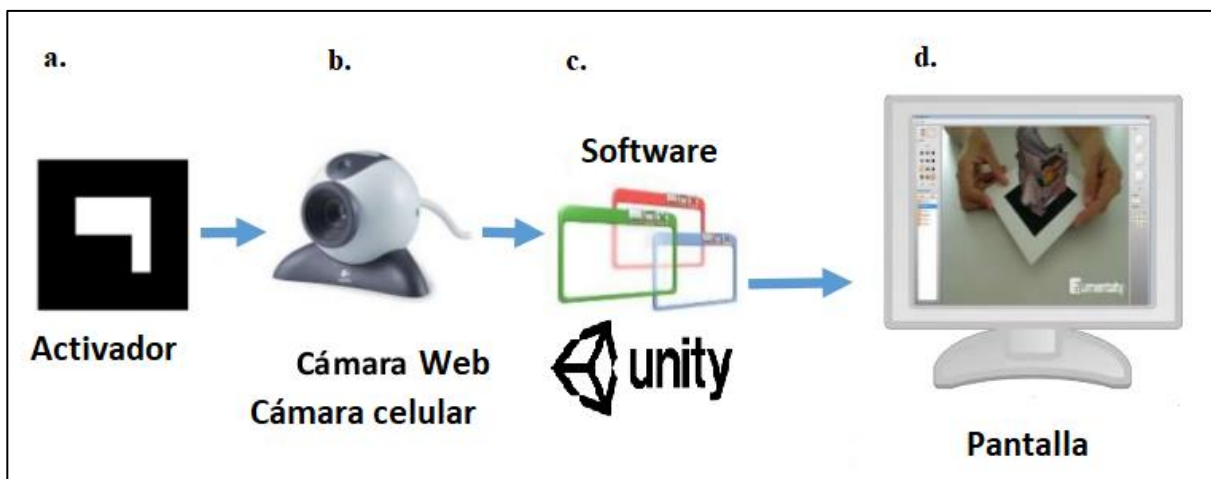 a.
b.
c.
d.
Software
Activador
Cámara Web
Cámara celular
unity
Pantalla